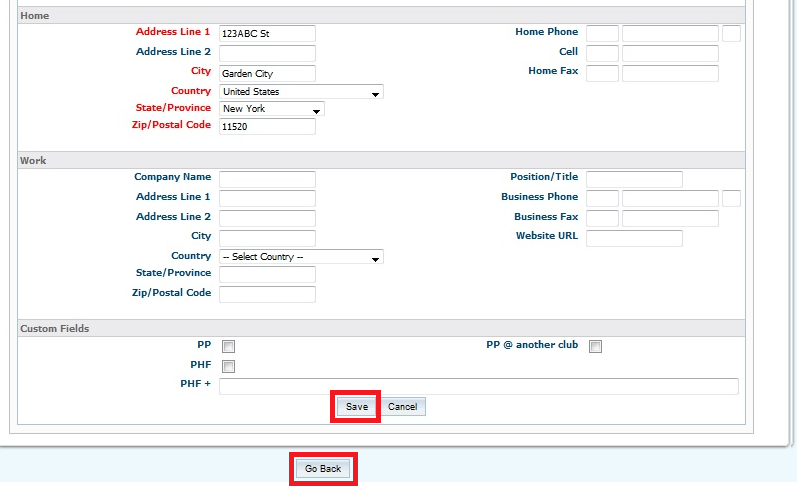 Home
Address Line 1 123ABC St Home Phone
Address Line 2 Cell
City Garden City Home Fax
Country United States
State/Province New York
Zip/Postal Code 11520
Work
Company Name Position/Title
Address Line 1 Business Phone
Address Line 2 Business Fax
City Website URL
Country -- Select Country --
State/Province
Zip/Postal Code
Custom Fields
PP PP @ another club
PHF
PHF +
Save Cancel
Go Back